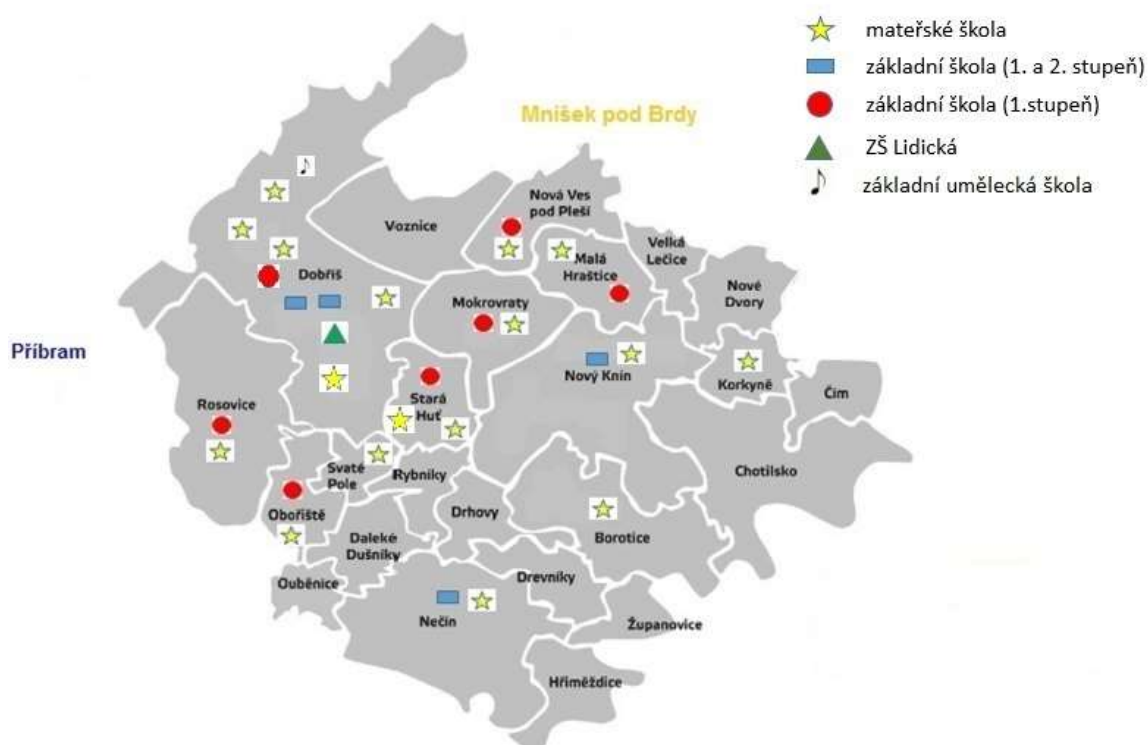 mateřské škola
základní škola (1. a 2. stupeň)
základní škola (1.stupeň)
ZŠ Lidická
základní umělecká škola
Mníšek pod Brdy
Nová Ves
pod Pleší
Voznice
Velká
Lečice
Malá
Hraštice
Dobříš
Nové
Dvory
Mokrovraty
Příbram
Nový Knín
Korkyně
Čím
Stará
Huť
Rosovice
Chotilsko
Svaté
Pole
Rybníky
Drhovy
Obořiště
Borotice
Daleké
Dušníky
Drevníky
Ouběnice
Nečín
Županovice
Hřiměždice